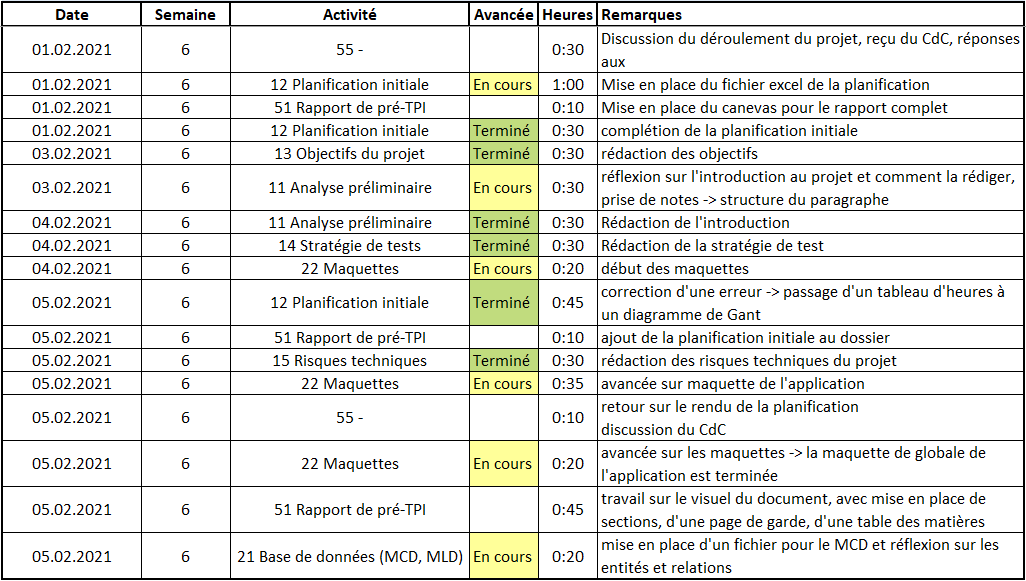 Date Semaine Activité Avancée Heures Remarques
01.02.2021 6 55 - 0:30 Discussion du déroulement du projet, reçu du CdC, réponses
aux
01.02.2021 6 12 Planification initiale En cours 1:00 Mise en place du fichier excel de la planification
01.02.2021 6 51 Rapport de pré-TPI 0:10 Mise en place du canevas pour le rapport complet
01.02.2021 6 12 Planification initiale Terminé 0:30 complétion de la planification initiale
03.02.2021 6 13 Objectifs du projet Terminé 0:30 rédaction des objectifs
03.02.2021 6 11 Analyse préliminaire En cours 0:30 réflexion sur l'introduction au projet et comment la rédiger,
prise de notes -> structure du paragraphe
04.02.2021 6 11 Analyse préliminaire Terminé 0:30 Rédaction de l'introduction
04.02.2021 6 14 Stratégie de tests Terminé 0:30 Rédaction de la stratégie de test
04.02.2021 6 22 Maquettes En cours 0:20 début des maquettes
05.02.2021 6 12 Planification initiale Terminé 0:45 correction d'une erreur -> passage d'un tableau d'heures à
un diagramme de Gant
05.02.2021 6 51 Rapport de pré-TPI 0:10 ajout de la planification initiale au dossier
05.02.2021 6 15 Risques techniques Terminé 0:30 rédaction des risques techniques du projet
05.02.2021 6 22 Maquettes En cours 0:35 avancée sur maquette de l'application
05.02.2021 6 55 - 0:10 retour sur le rendu de la planification
discussion du CdC
05.02.2021 6 22 Maquettes En cours 0:20 avancée sur les maquettes -> la maquette de globale de
l'application est terminée
05.02.2021 6 51 Rapport de pré-TPI 0:45 travail sur le visuel du document, avec mise en place de
sections, d'une page de garde, d'une table des matières
05.02.2021 6 21 Base de données (MCD, MLD) En cours 0:20 mise en place d'un fichier pour le MCD et réflexion sur les
entités et relations